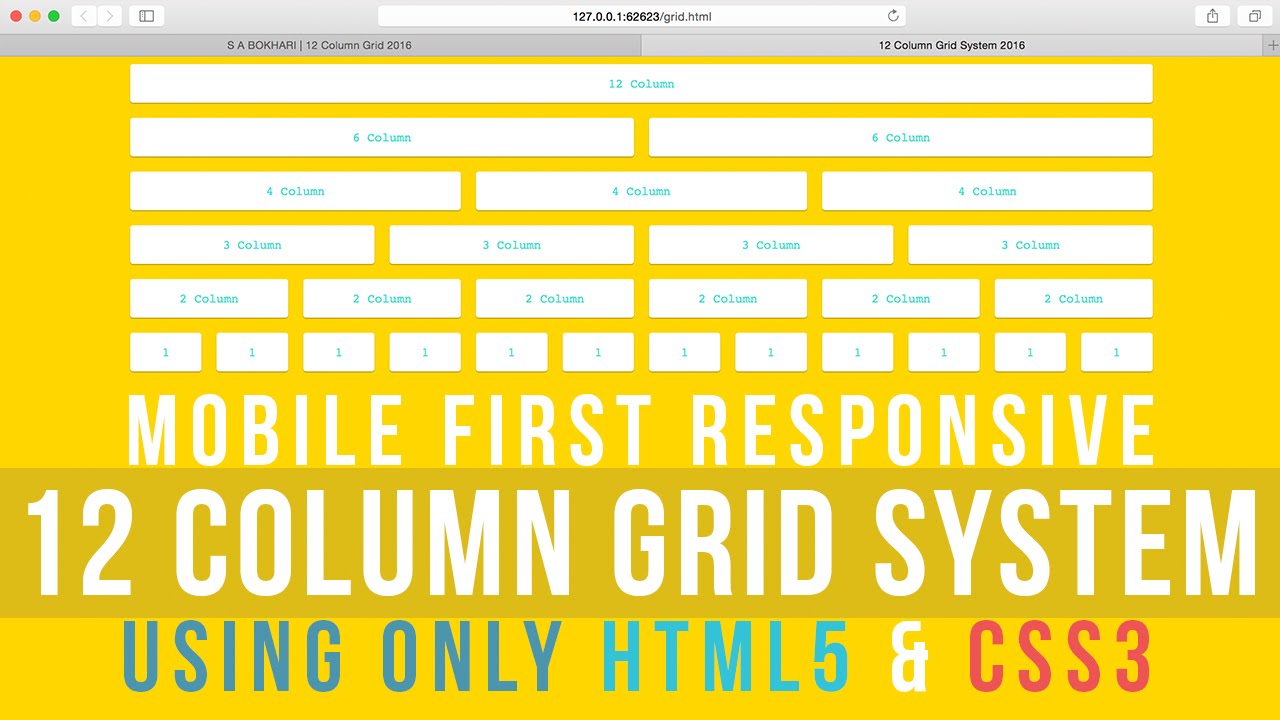 127.0.0.1:62623/grid.html
S A BOKHARI | 12 Column Grid 2016 12 Column Grid System 2016
12 Column
6 Column 6 Column
4 Column 4 Column 4 Column
3 Column 3 Column 3 Column 3 Column
2 Column 2 Column 2 Column 2 Column 2 Column 2 Column
1 1 1 1 1 1 1 1 1 1 1 1
MOBILE FIRST RESPONSIVE
12 COLUMN GRID SYSTEM
USING ONLY HTML5 & CSS3